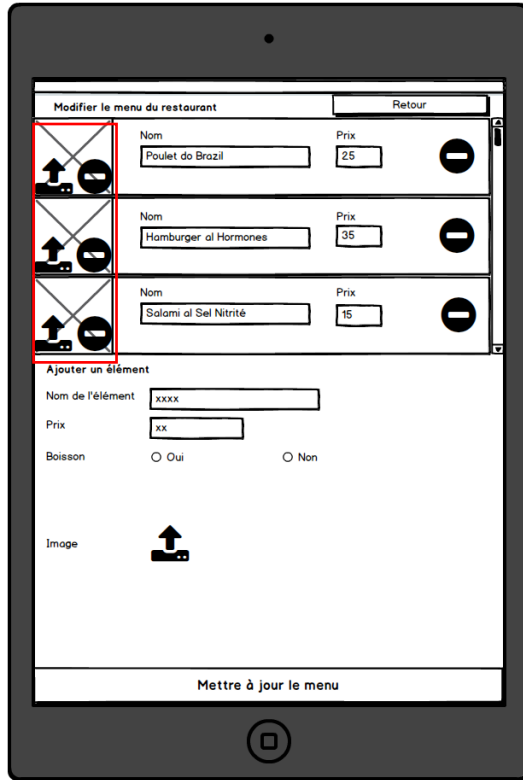 Modifier le menu du restaurant
Retour
Nom
Prix
Poulet do Brazil
25
Nom
Prix
Hamburger al Hormones
35
Nom
Prix
Salami al Sel Nitrité
15
Ajouter un élément
Nom de l'élément
xxxx
Prix
xx
Boisson
Oui
Non
Image
Mettre à jour le menu